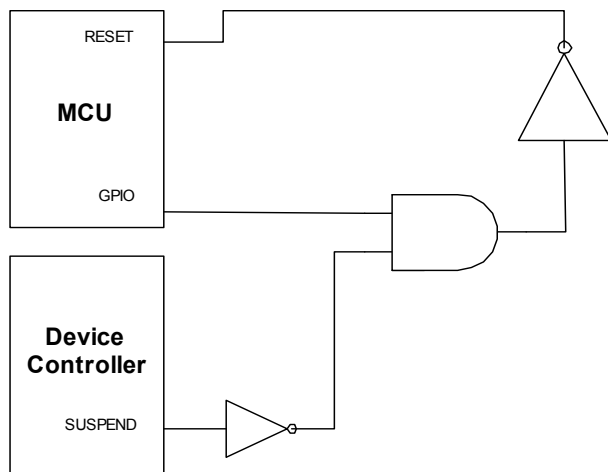 RESET
MCU
GPIO
Device
Controller
SUSPEND